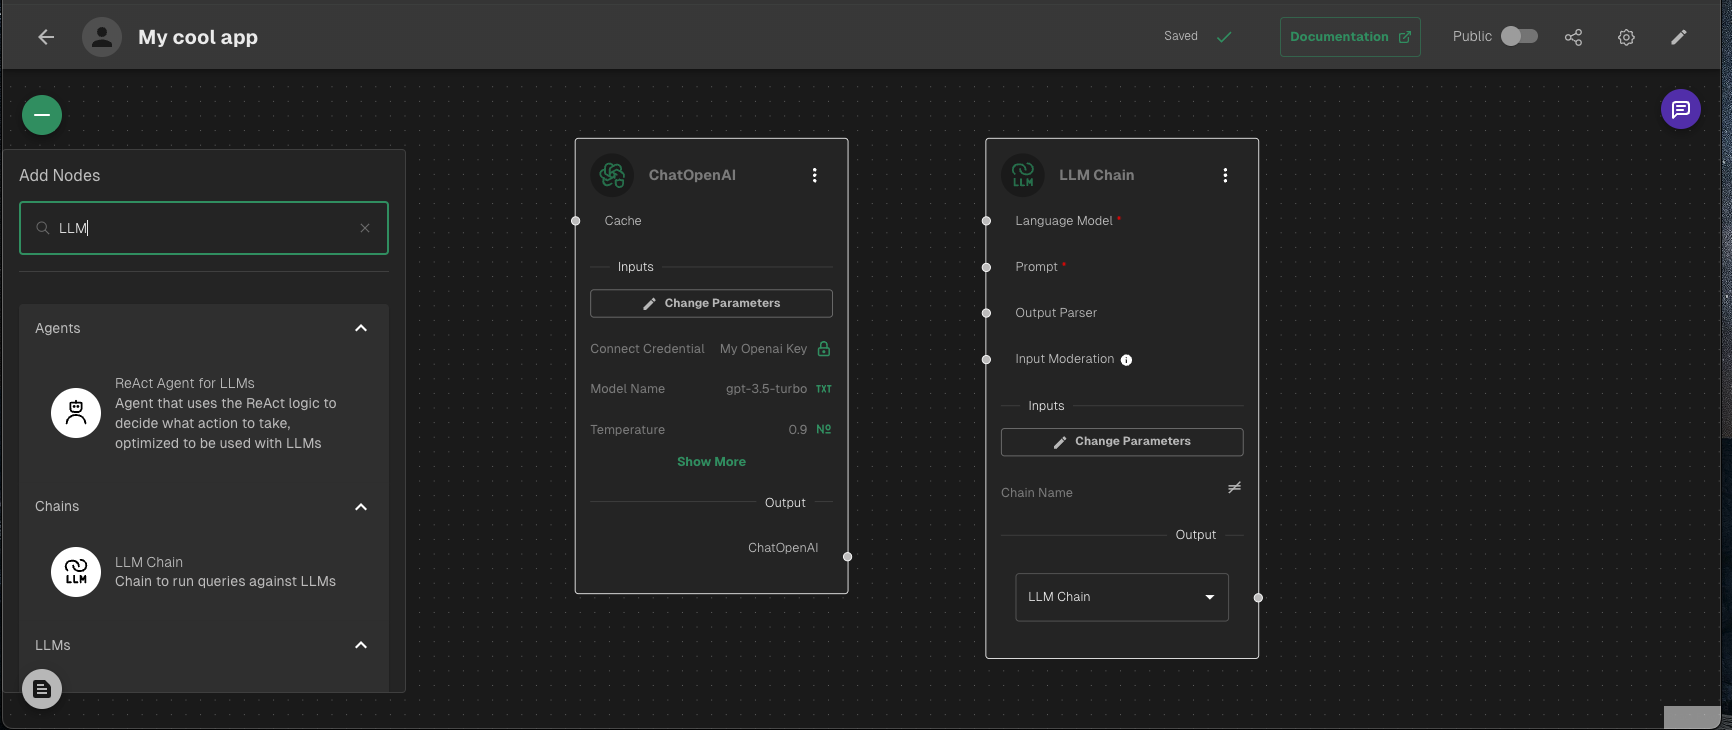 My cool app
Saved
Documentation
Public
Add Nodes
LLM
Agents
ReAct Agent for LLMs
Agent that uses the ReAct logic to
decide what action to take,
optimized to be used with LLMs
Chains
LLM
LLM Chain
Chain to run queries against LLMs
LLMs
ChatOpenAI
Cache
Inputs
Change Parameters
Connect Credential My Openai Key
Model Name gpt-3.5-turbo TXT
Temperature 0.9 Nº
Show More
Output
ChatOpenAI
LLM
LLM Chain
Language Model *
Prompt *
Output Parser
Input Moderation
Inputs
Change Parameters
Chain Name
Output
LLM Chain